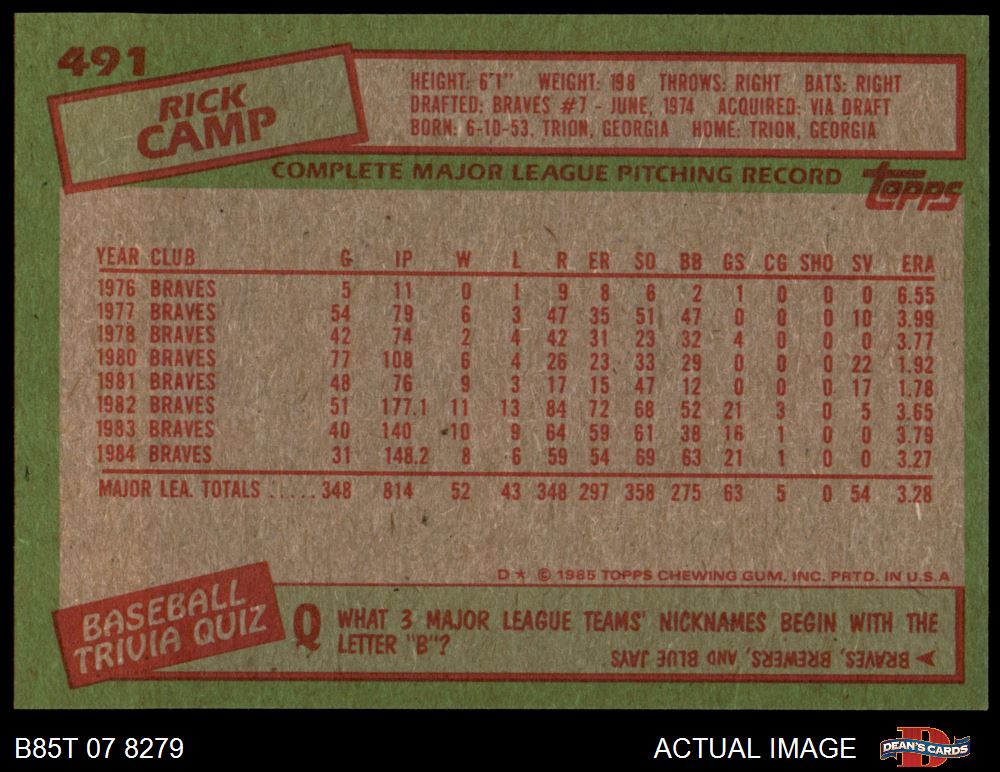 491
RICK
CAMP
HEIGHT: 6'1" WEIGHT: 198 THROWS: RIGHT BATS: RIGHT
DRAFTED: BRAVES #7 - JUNE, 1974 ACQUIRED: VIA DRAFT
BORN: 6-10-53, TRION, GEORGIA HOME: TRION, GEORGIA
COMPLETE MAJOR LEAGUE PITCHING RECORD
topps
YEAR CLUB G IP W L R ER SO BB GS CG SHO SV ERA
1976 BRAVES 5 11 0 1 9 8 6 2 1 0 0 0 6.55
1977 BRAVES 54 79 6 3 47 35 51 47 0 0 0 10 3.99
1978 BRAVES 42 74 2 4 42 31 23 32 4 0 0 0 3.77
1980 BRAVES 77 108 6 4 26 23 33 29 0 0 0 22 1.92
1981 BRAVES 48 76 9 3 17 15 47 12 0 0 0 17 1.78
1982 BRAVES 51 177.1 11 13 84 72 68 52 21 3 0 5 3.65
1983 BRAVES 40 140 10 9 64 59 61 38 16 1 0 0 3.79
1984 BRAVES 31 148.2 8 6 59 54 69 63 21 1 0 0 3.27
MAJOR LEA. TOTALS ..... 348 814 52 43 348 297 358 275 63 5 0 54 3.28
D★ © 1985 TOPPS CHEWING GUM, INC. PRTD. IN U.S.A
BASEBALL
TRIVIA QUIZ
Q WHAT 3 MAJOR LEAGUE TEAMS' NICKNAMES BEGIN WITH THE
LETTER "B"?
BRAVES, BREWERS, AND BLUE JAYS
B85T 07 8279
ACTUAL IMAGE
D
DEAN'S CARDS